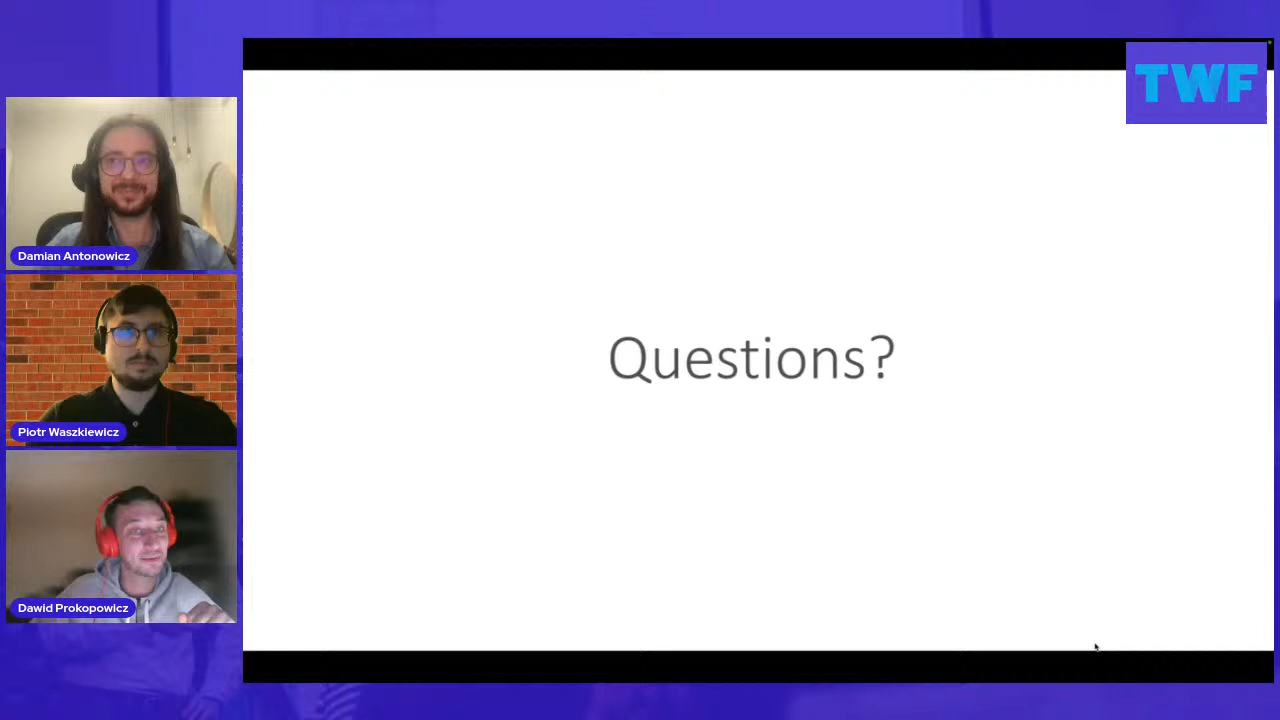 TWF
Damian Antonowicz
Questions?
Piotr Waszkiewicz
Dawid Prokopowicz